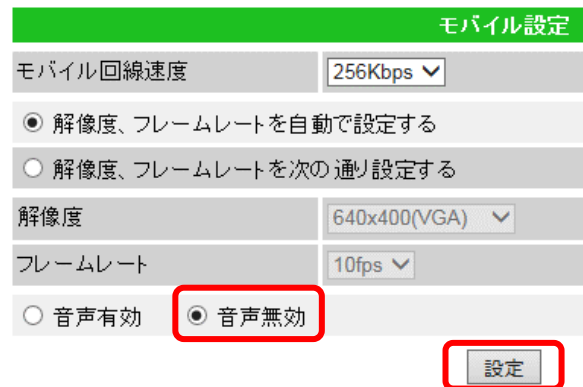 モバイル設定
モバイル回線速度 256Kbps
解像度、フレームレートを自動で設定する
解像度、フレームレートを次の通り設定する
解像度 640x400(VGA)
フレームレート 10fps
音声有効 音声無効
設定